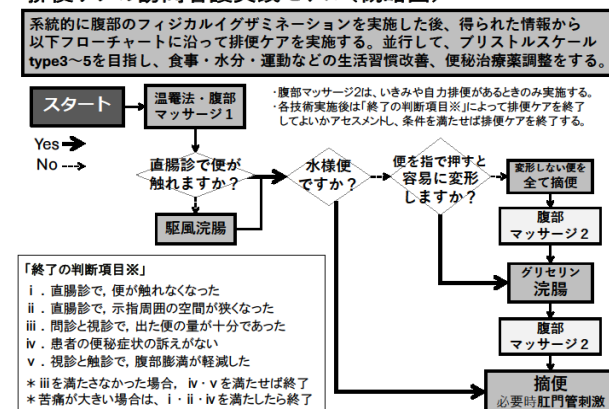 系統的に腹部のフィジカルイグザミネーションを実施した後、得られた情報から
以下フローチャートに沿って排便ケアを実施する。並行して、ブリストルスケール
type3～5を目指し、食事・水分・運動などの生活習慣改善、便秘治療薬調整をする。
スタート
温罨法・腹部
マッサージ1
・腹部マッサージ2は、いきみや自力排便があるときのみ実施する。
・各技術実施後は「終了の判断項目※」によって排便ケアを終了
してよいかアセスメントし、条件を満たせば排便ケアを終了する。
Yes
No
直腸診で便が
触れますか？
水様便
ですか？
便を指で押すと
容易に変形
しますか？
変形しない便を
全て摘便
駆風浣腸
腹部
マッサージ2
グリセリン
浣腸
腹部
マッサージ2
摘便
必要時肛門管刺激
「終了の判断項目※」
ⅰ．直腸診で，便が触れなくなった
ⅱ．直腸診で，示指周囲の空間が狭くなった
ⅲ．問診と視診で，出た便の量が十分であった
ⅳ．患者の便秘症状の訴えがない
ⅴ．視診と触診で，腹部膨満が軽減した
＊ⅲを満たさなかった場合，ⅳ・ⅴを満たせば終了
＊苦痛が大きい場合は、ⅰ・ⅱ・ⅳを満たしたら終了